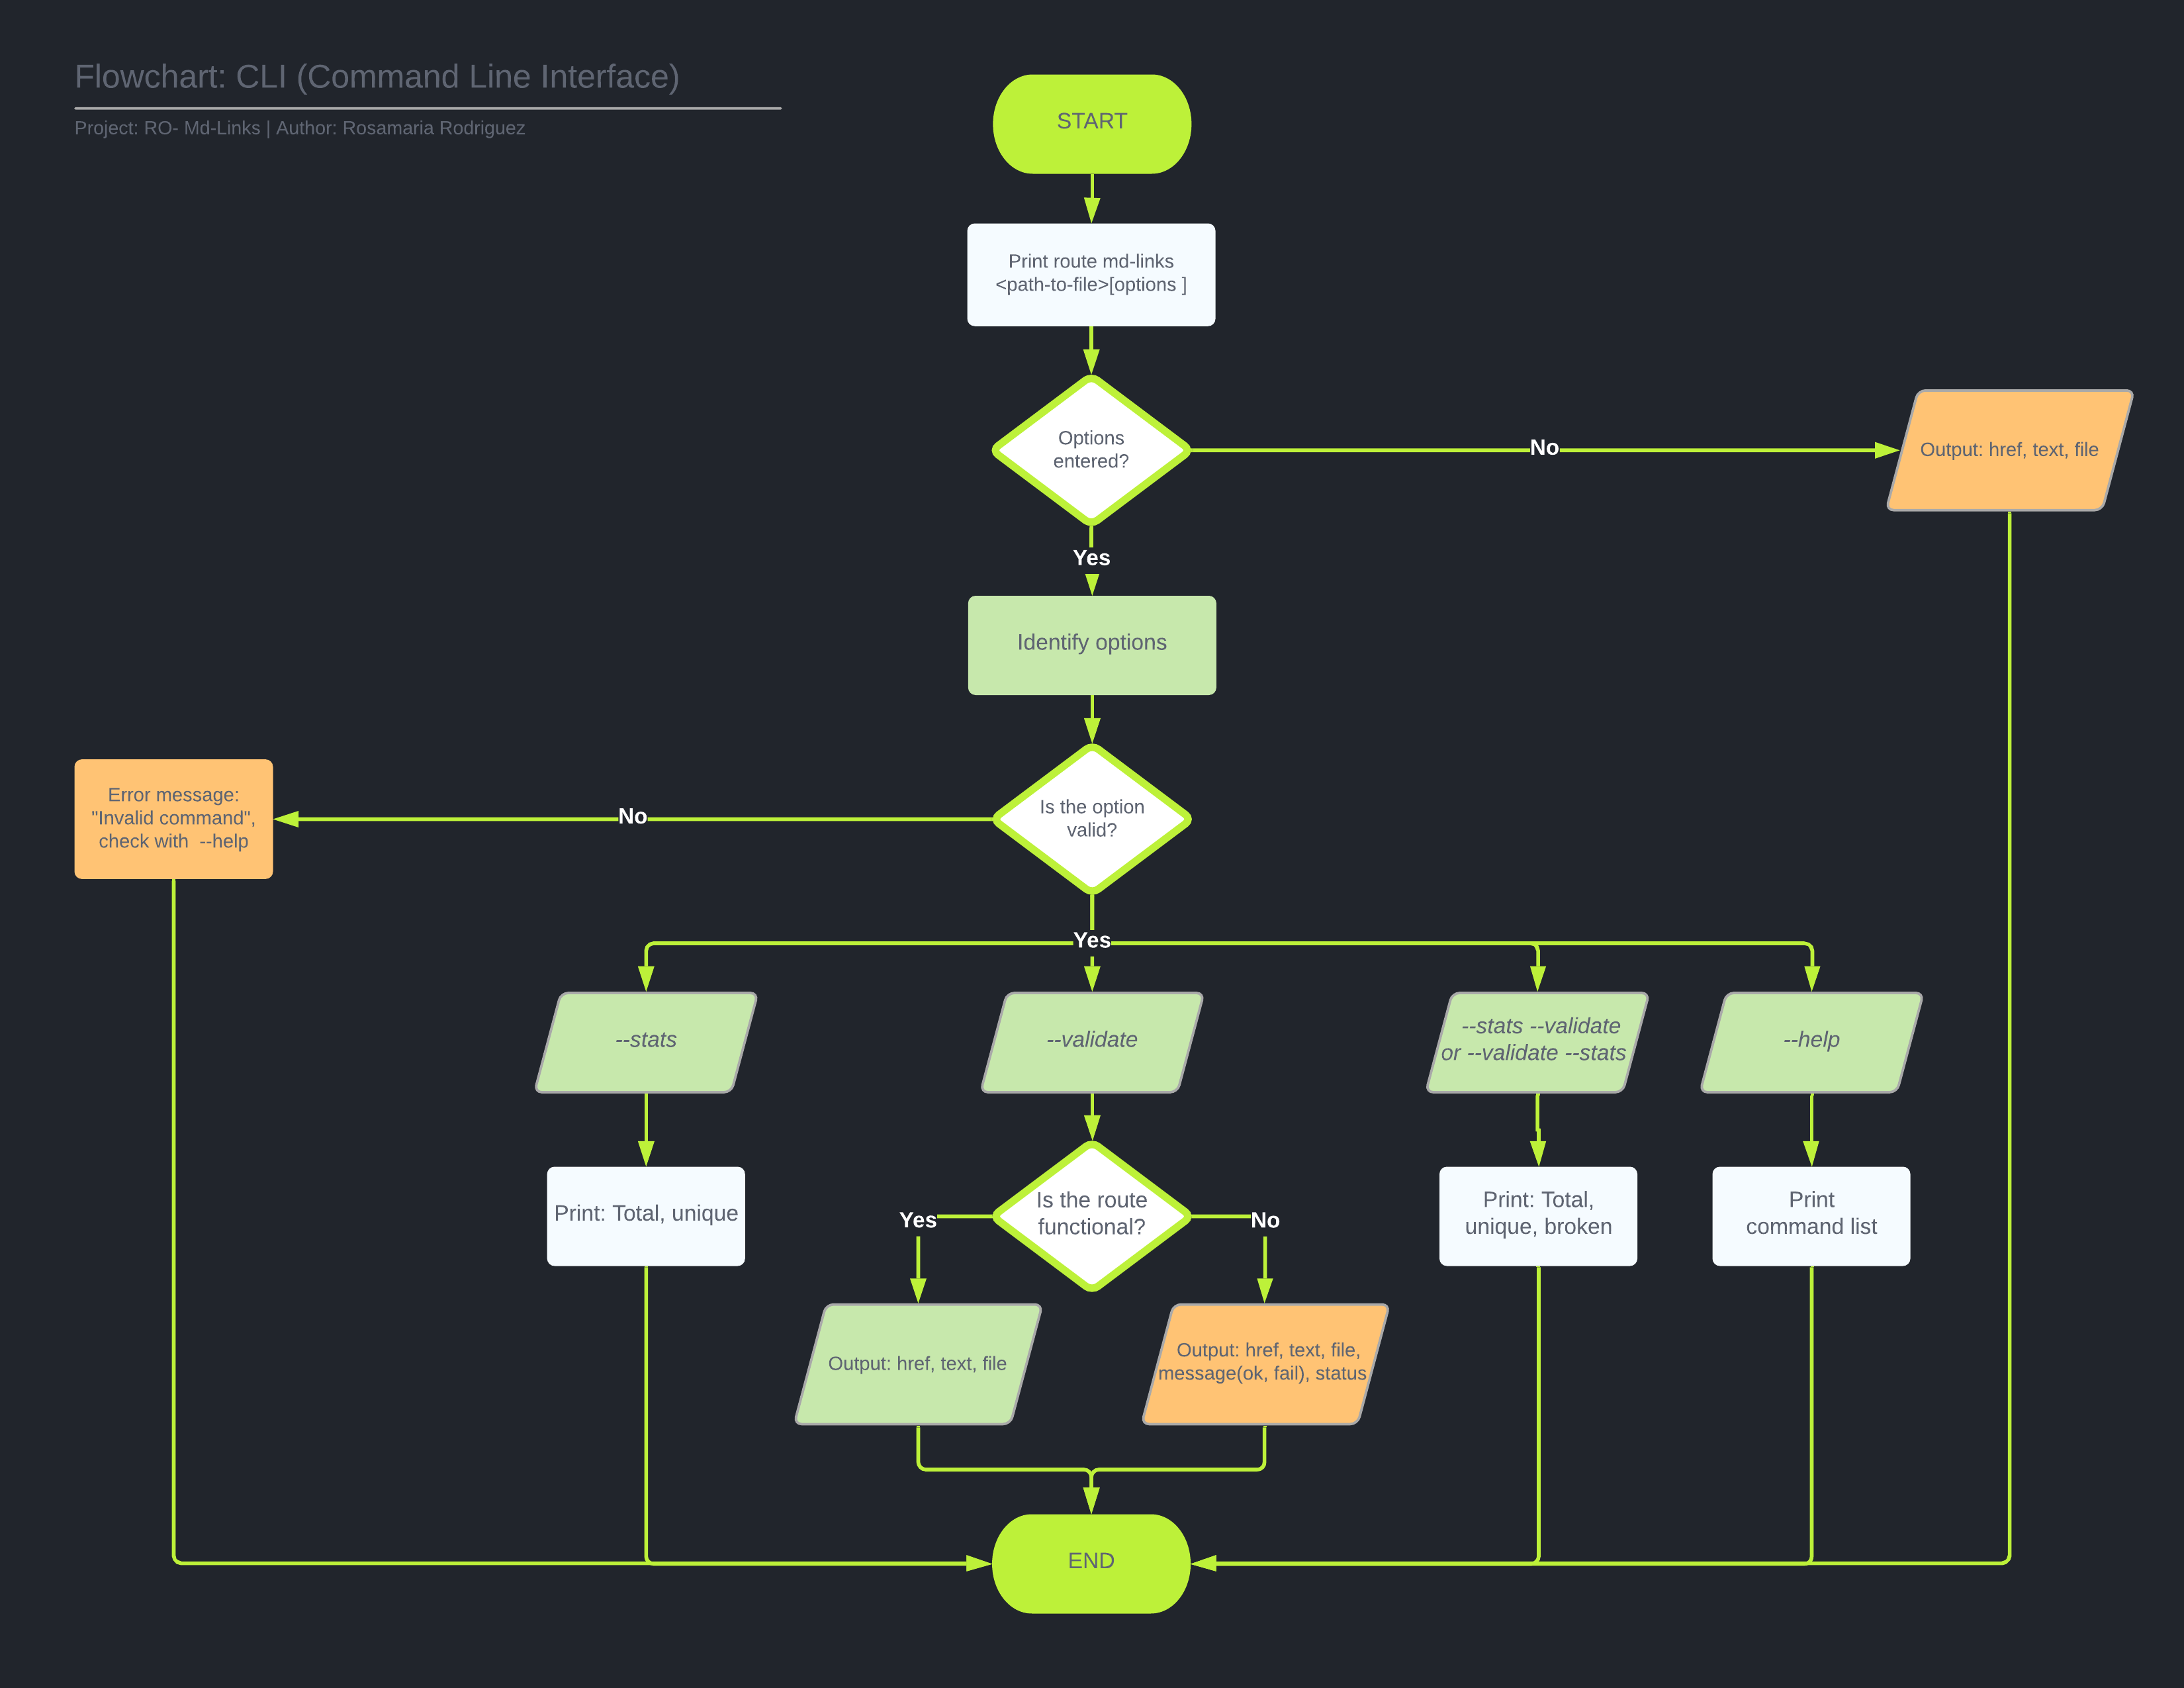 Flowchart: CLI (Command Line Interface)
Project: RO- Md-Links | Author: Rosamaria Rodriguez
START
Print route md-links
<path-to-file>[options ]
Options
entered?
No
Output: href, text, file
Yes
Identify options
Is the option
valid?
No
Error message:
"Invalid command",
check with  --help
Yes
--stats
--validate
--stats --validate
or --validate --stats
--help
Print: Total, unique
Is the route
functional?
Yes
No
Print: Total,
unique, broken
Print
command list
Output: href, text, file
Output: href, text, file,
message(ok, fail), status
END